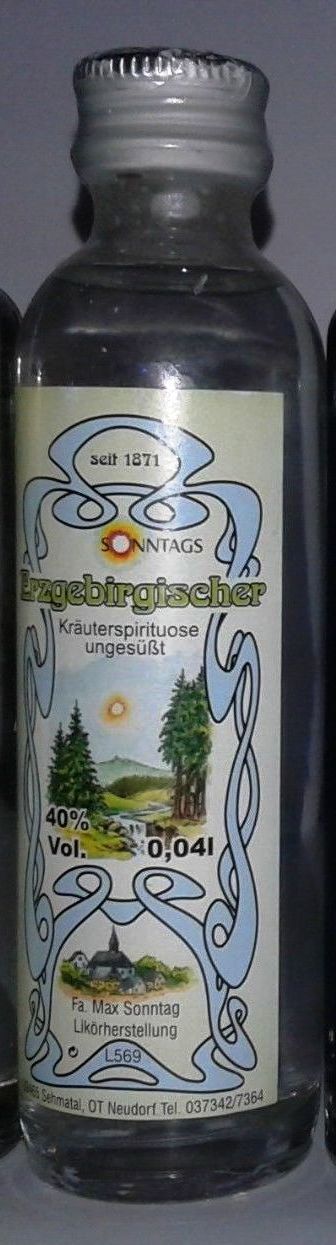 seit 1871
SONNTAGS
Erzgebirgischer
Kräuterspirituose
ungesüßt
40%
Vol. 0,04l
Fa. Max Sonntag
Likörherstellung
L569
Sehmatal, OT Neudorf Tel. 037342/7364